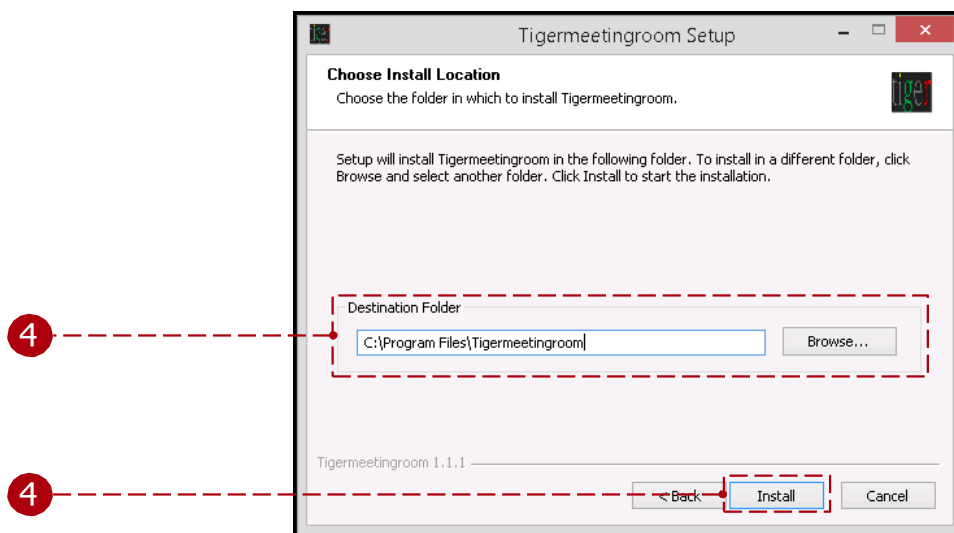 Tigermeetingroom Setup
Choose Install Location
Choose the folder in which to install Tigermeetingroom.
tiger
Setup will install Tigermeetingroom in the following folder. To install in a different folder, click
Browse and select another folder. Click Install to start the installation.
Destination Folder
4
C:\Program Files\Tigermeetingroom
Browse...
Tigermeetingroom 1.1.1
4
< Back
Install
Cancel